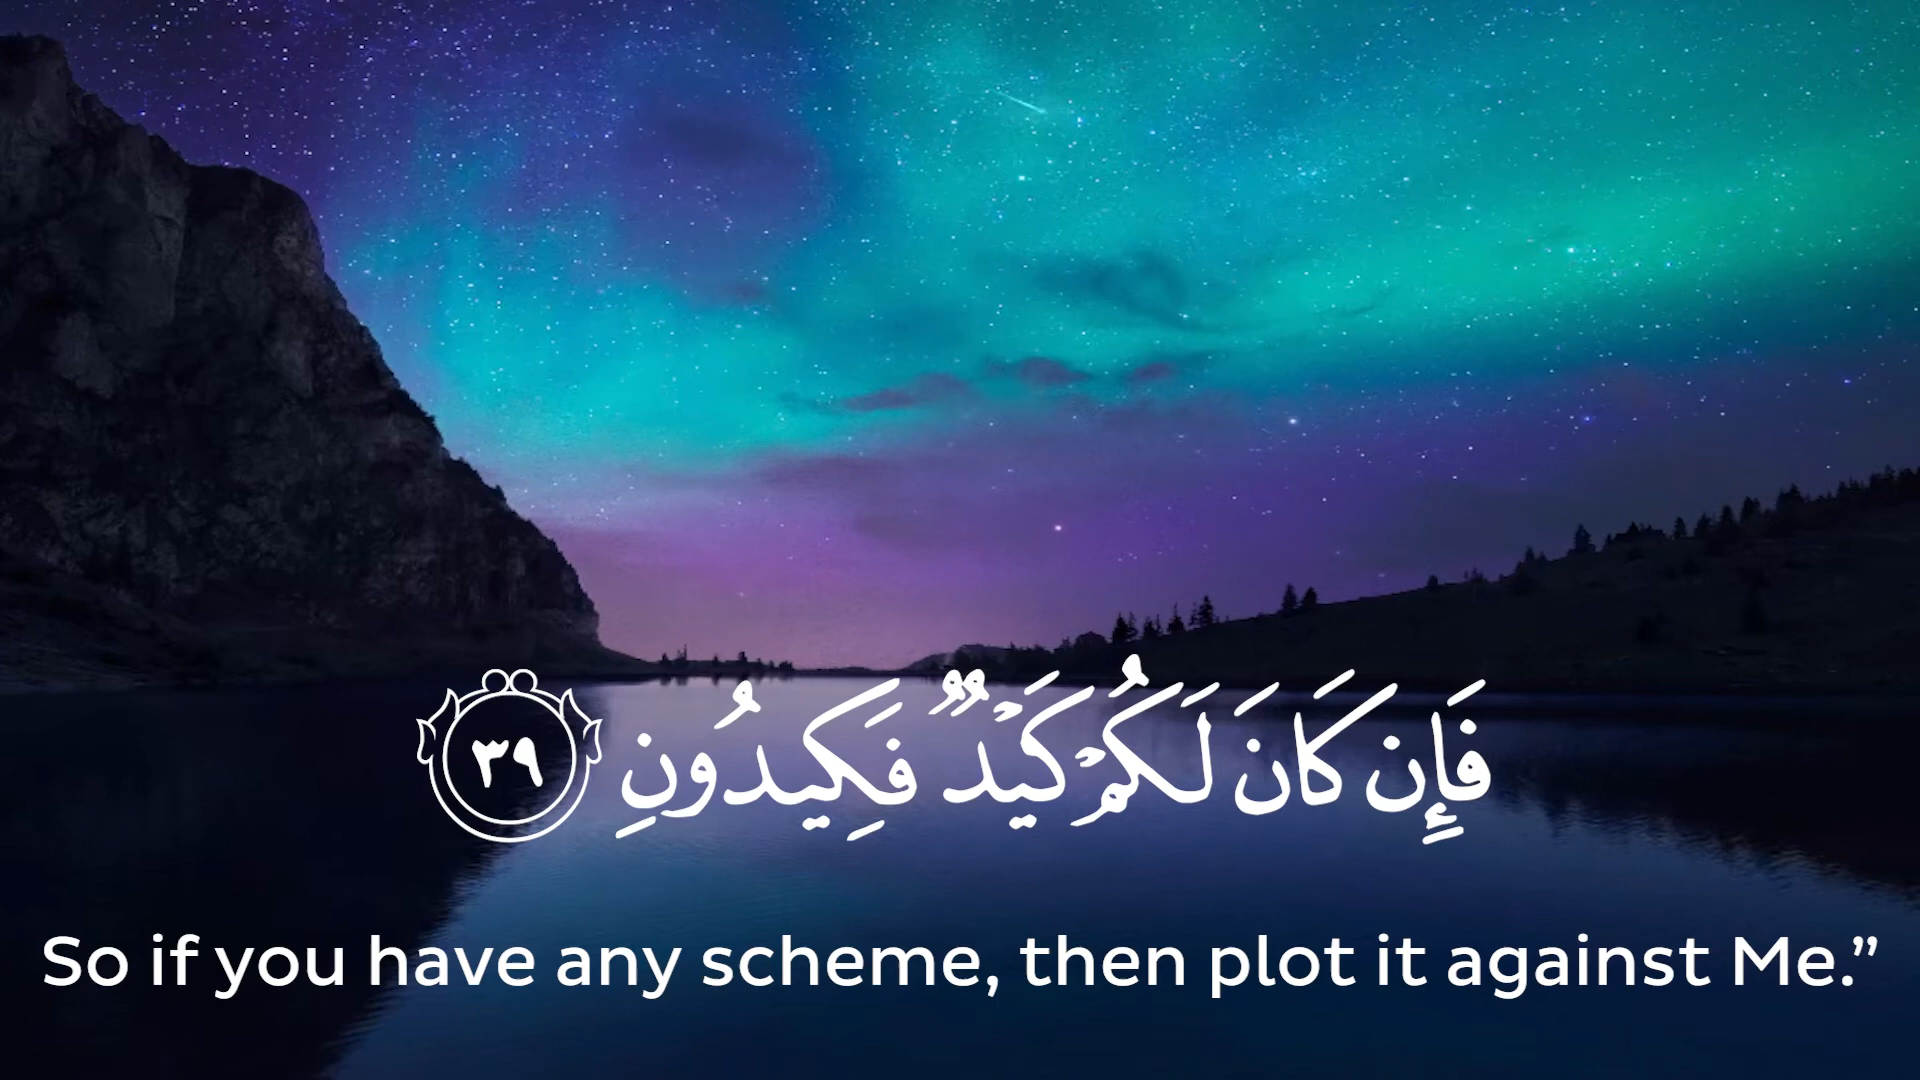 فَإِن كَانَ لَكُمْ كَيْدٌ فَكِيدُونِ ٣٩
So if you have any scheme, then plot it against Me.”